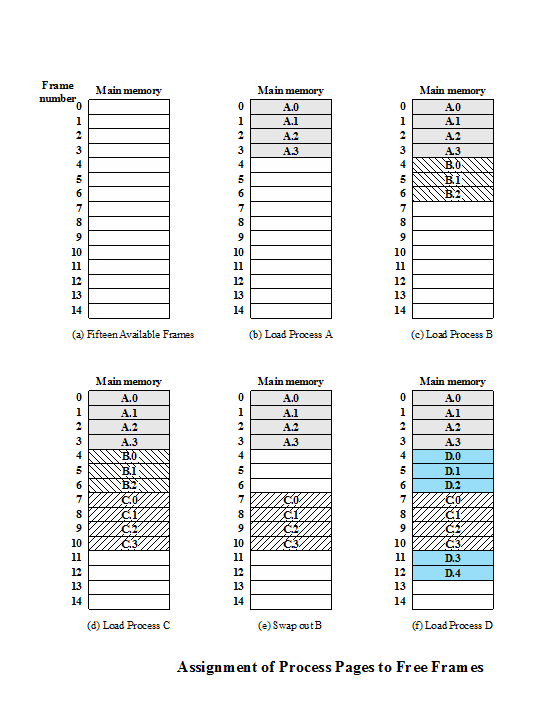 Frame
number
Main memory
0
1
2
3
4
5
6
7
8
9
10
11
12
13
14
(a) Fifteen Available Frames
Main memory
0 A.0
1 A.1
2 A.2
3 A.3
4
5
6
7
8
9
10
11
12
13
14
(b) Load Process A
Main memory
0 A.0
1 A.1
2 A.2
3 A.3
4 B.0
5 B.1
6 B.2
7
8
9
10
11
12
13
14
(c) Load Process B
Main memory
0 A.0
1 A.1
2 A.2
3 A.3
4 B.0
5 B.1
6 B.2
7 C.0
8 C.1
9 C.2
10 C.3
11
12
13
14
(d) Load Process C
Main memory
0 A.0
1 A.1
2 A.2
3 A.3
4
5
6
7 C.0
8 C.1
9 C.2
10 C.3
11
12
13
14
(e) Swap out B
Main memory
0 A.0
1 A.1
2 A.2
3 A.3
4 D.0
5 D.1
6 D.2
7 C.0
8 C.1
9 C.2
10 C.3
11 D.3
12 D.4
13
14
(f) Load Process D
Assignment of Process Pages to Free Frames